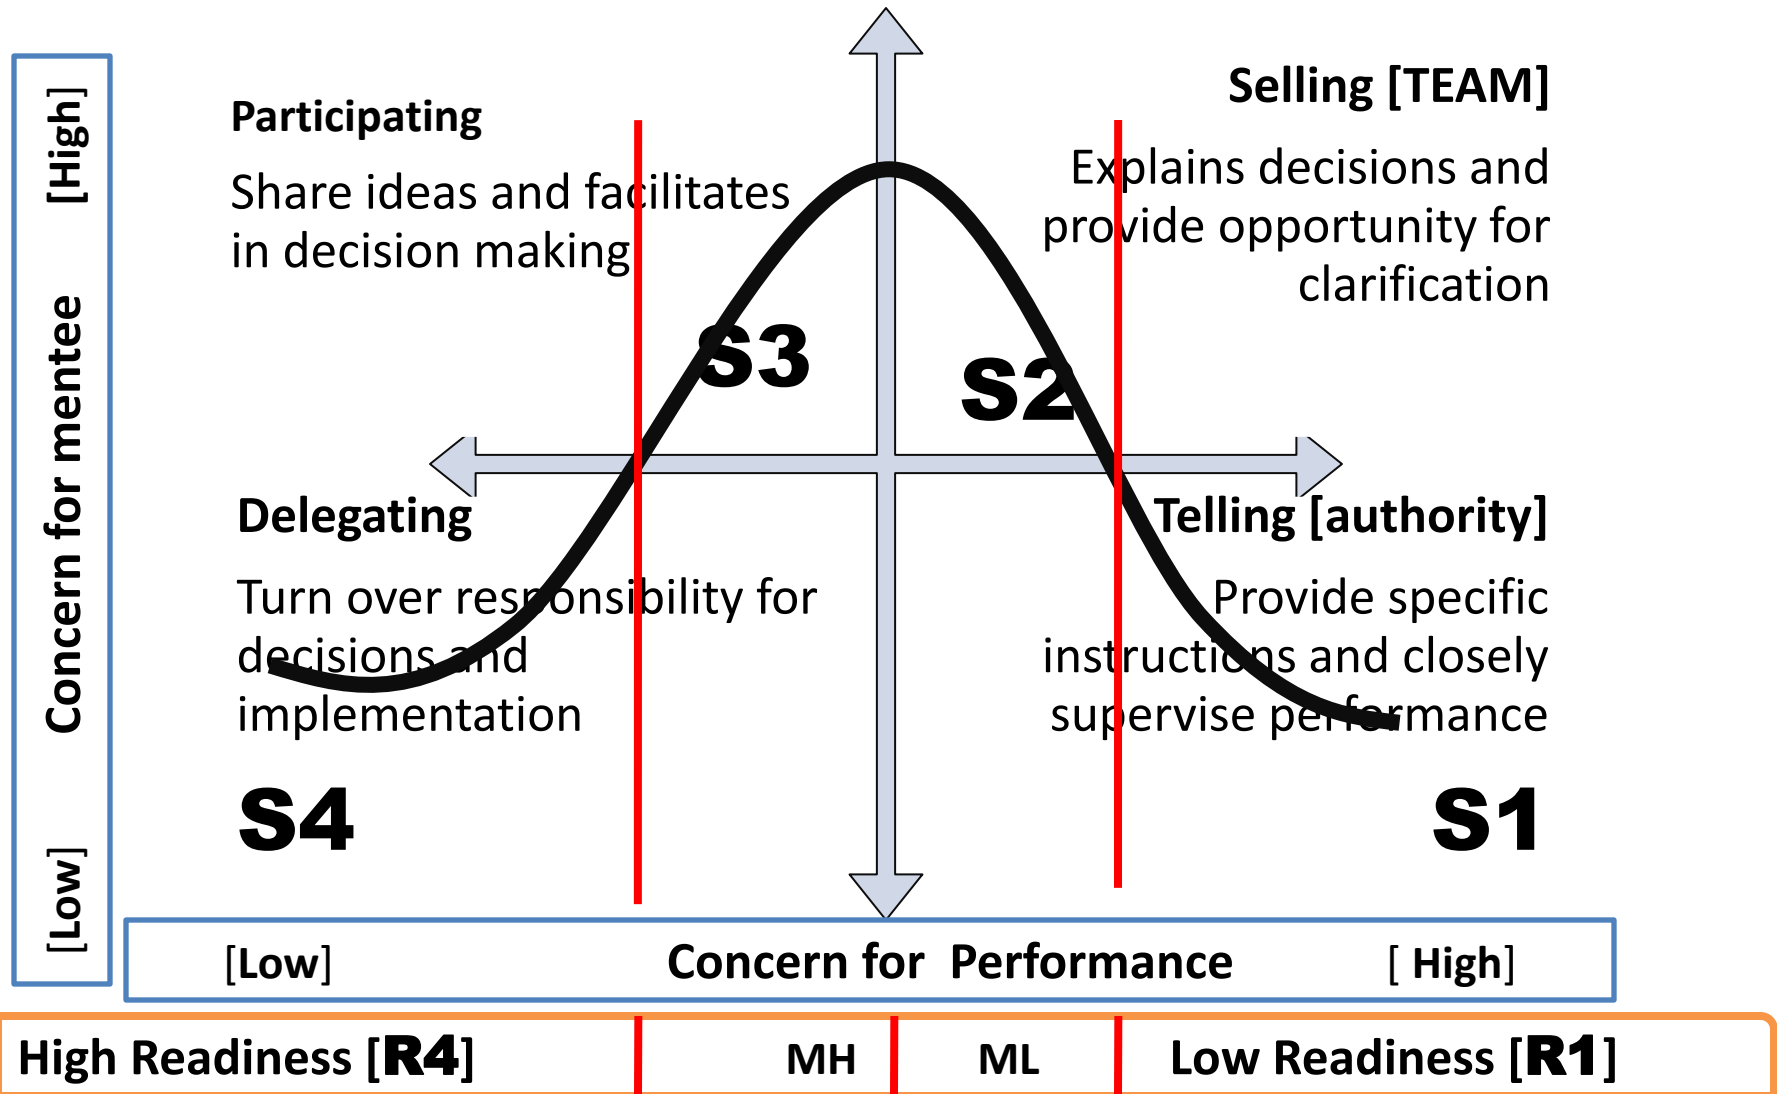 [High]
Concern for mentee
[Low]
Participating
Share ideas and facilitates
in decision making
S3
Selling [TEAM]
Explains decisions and
provide opportunity for
clarification
S2
Delegating
Turn over responsibility for
decisions and
implementation
S4
Telling [authority]
Provide specific
instructions and closely
supervise performance
S1
[Low] Concern for Performance [ High]
High Readiness [R4] MH ML Low Readiness [R1]